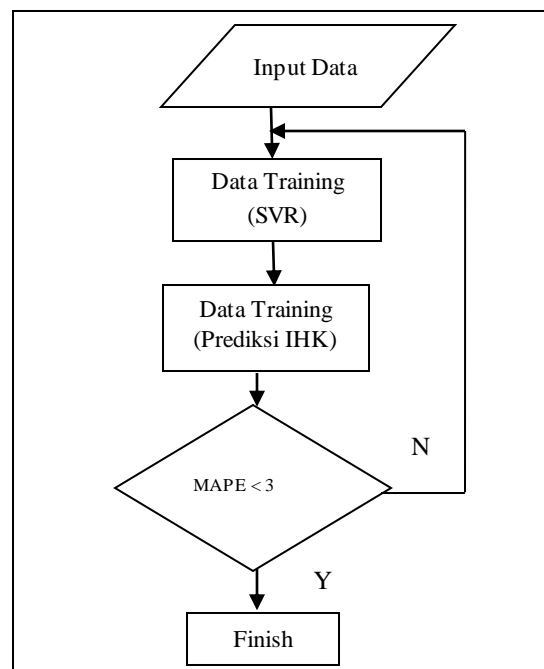 Input Data
Data Training
(SVR)
Data Training
(Prediksi IHK)
MAPE < 3
N
Y
Finish